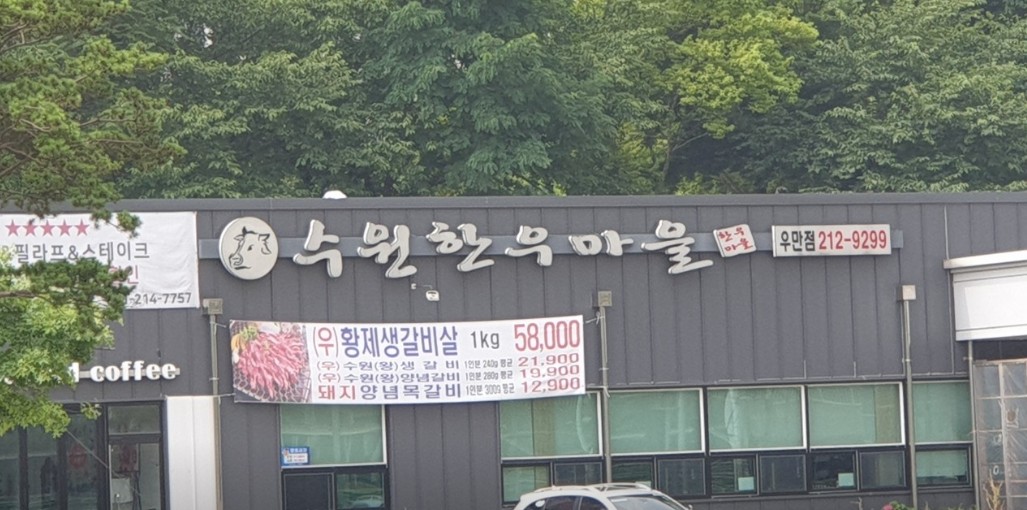 수원한우마을
한우
마을
우만점 212-9299
필라프&스테이크
-214-7757
coffee
(우)황제생갈비살 1kg 58,000
(우)수원(왕)생갈비 1인분 240g 평균 21,900
(우)수원(왕)양념갈비 1인분 280g 평균 19,900
돼지양념목갈비 1인분 300g 평균 12,900